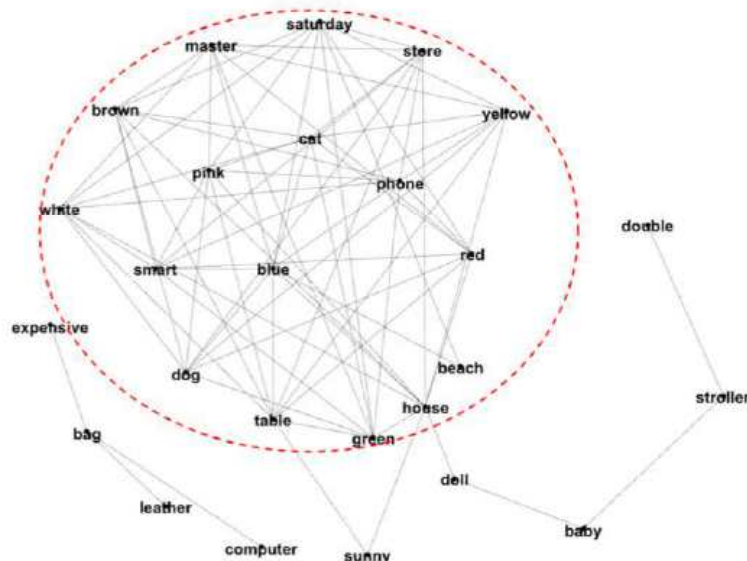 saturday
master
store
brown
yellow
cat
pink
phone
white
double
smart
blue
red
expensive
dog
beach
stroller
house
table
green
bag
doll
leather
baby
computer
sunny